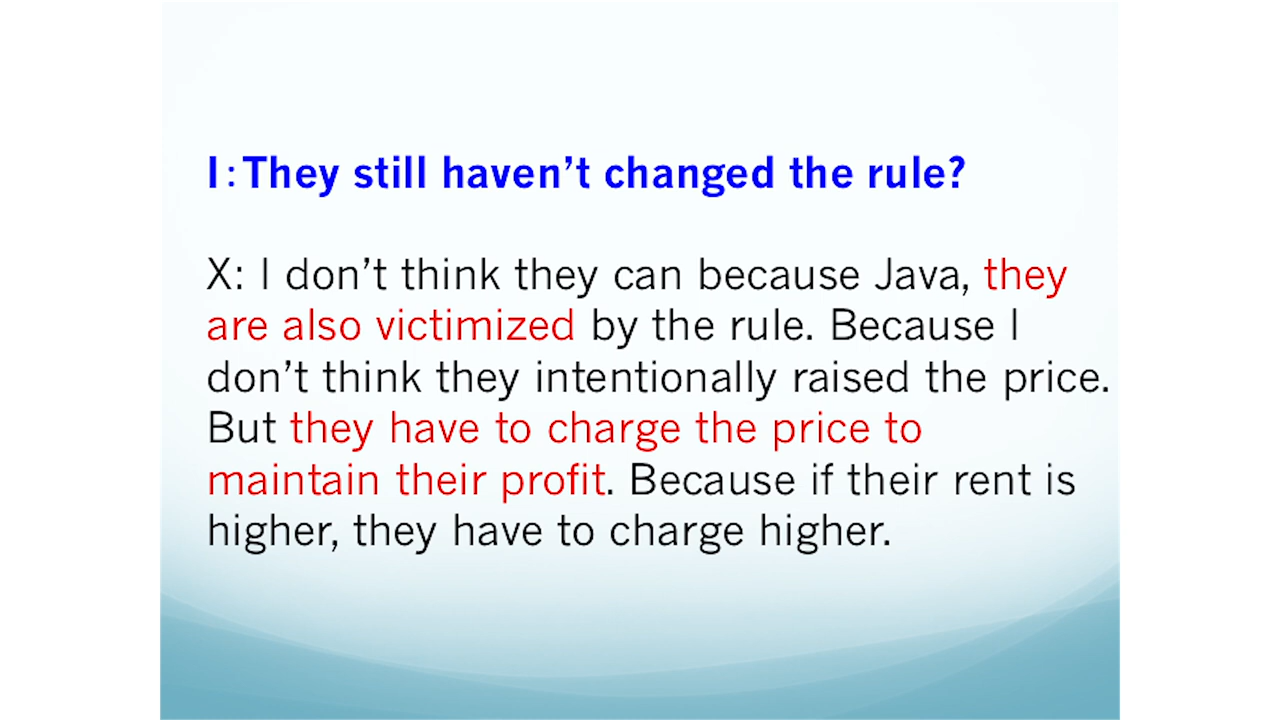 I:They still haven’t changed the rule?
X: I don’t think they can because Java, they
are also victimized by the rule. Because I
don’t think they intentionally raised the price.
But they have to charge the price to
maintain their profit. Because if their rent is
higher, they have to charge higher.